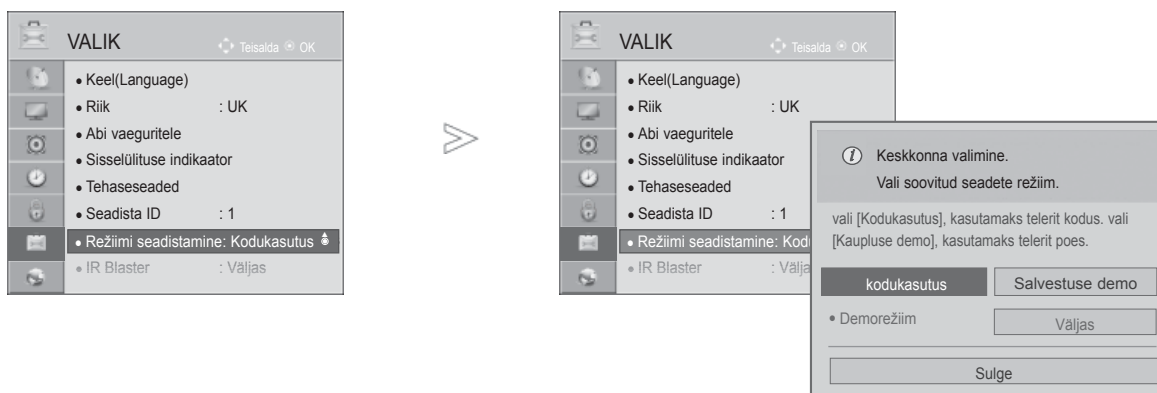 VALIK
Teisalda OK
• Keel(Language)
• Riik : UK
• Abi vaeguritele
• Sisselülituse indikaator
• Tehaseseaded
• Seadista ID : 1
• Režiimi seadistamine: Kodukasutus
• IR Blaster : Väljas
VALIK
Teisalda OK
• Keel(Language)
• Riik : UK
• Abi vaeguritele
• Sisselülituse indikaator
• Tehaseseaded
• Seadista ID : 1
• Režiimi seadistamine: Kod
• IR Blaster : Välja
Keskkonna valimine.
Vali soovitud seadete režiim.
vali [Kodukasutus], kasutamaks telerit kodus. vali
[Kaupluse demo], kasutamaks telerit poes.
kodukasutus Salvestuse demo
• Demorežiim Väljas
Sulge